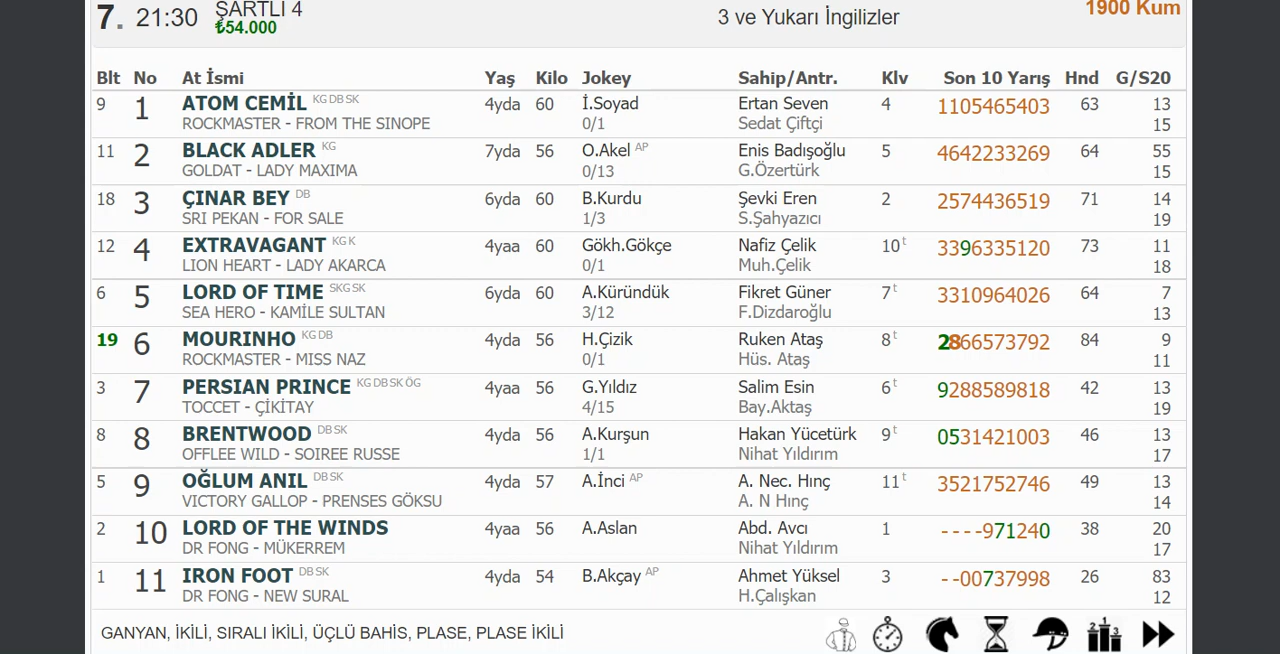 7. 21:30 ŞARTLI 4 3 ve Yukarı İngilizler 1900 Kum
₺54.000
Blt No At İsmi Yaş Kilo Jokey Sahip/Antr. Klv Son 10 Yarış Hnd G/S20
9 1 ATOM CEMİL KG DB SK 4yda 60 İ.Soyad Ertan Seven 4 1105465403 63 13
ROCKMASTER - FROM THE SINOPE 0/1 Sedat Çiftçi 15
11 2 BLACK ADLER KG 7yda 56 O.Akel AP Enis Badışoğlu 5 4642233269 64 55
GOLDAT - LADY MAXIMA 0/13 G.Özertürk 15
18 3 ÇINAR BEY DB 6yda 60 B.Kurdu Şevki Eren 2 2574436519 71 14
SRI PEKAN - FOR SALE 1/3 S.Şahyazıcı 19
12 4 EXTRAVAGANT KG K 4yaa 60 Gökh.Gökçe Nafiz Çelik 10 t 3396335120 73 11
LION HEART - LADY AKARCA 0/1 Muh.Çelik 18
6 5 LORD OF TIME SKG SK 6yda 60 A.Küründük Fikret Güner 7 t 3310964026 64 7
SEA HERO - KAMİLE SULTAN 3/12 F.Dizdaroğlu 13
19 6 MOURINHO KG DB 4yda 56 H.Çizik Ruken Ataş 8 t 2866573792 84 9
ROCKMASTER - MISS NAZ 0/1 Hüs. Ataş 11
3 7 PERSIAN PRINCE KG DB SK ÖG 4yaa 56 G.Yıldız Salim Esin 6 t 9288589818 42 13
TOCCET - ÇİKİTAY 4/15 Bay.Aktaş 19
8 8 BRENTWOOD DB SK 4yda 56 A.Kurşun Hakan Yücetürk 9 t 0531421003 46 13
OFFLEE WILD - SOIREE RUSSE 1/1 Nihat Yıldırım 17
5 9 OĞLUM ANIL DB SK 4yda 57 A.İnci AP A. Nec. Hınç 11 t 3521752746 49 13
VICTORY GALLOP - PRENSES GÖKSU A. N Hınç 14
2 10 LORD OF THE WINDS 4yaa 56 A.Aslan Abd. Avcı 1 ----971240 38 20
DR FONG - MÜKERREM Nihat Yıldırım 17
1 11 IRON FOOT DB SK 4yda 54 B.Akçay AP Ahmet Yüksel 3 --00737998 26 83
DR FONG - NEW SURAL H.Çalışkan 12
GANYAN, İKİLİ, SIRALI İKİLİ, ÜÇLÜ BAHİS, PLASE, PLASE İKİLİ 2 1 3